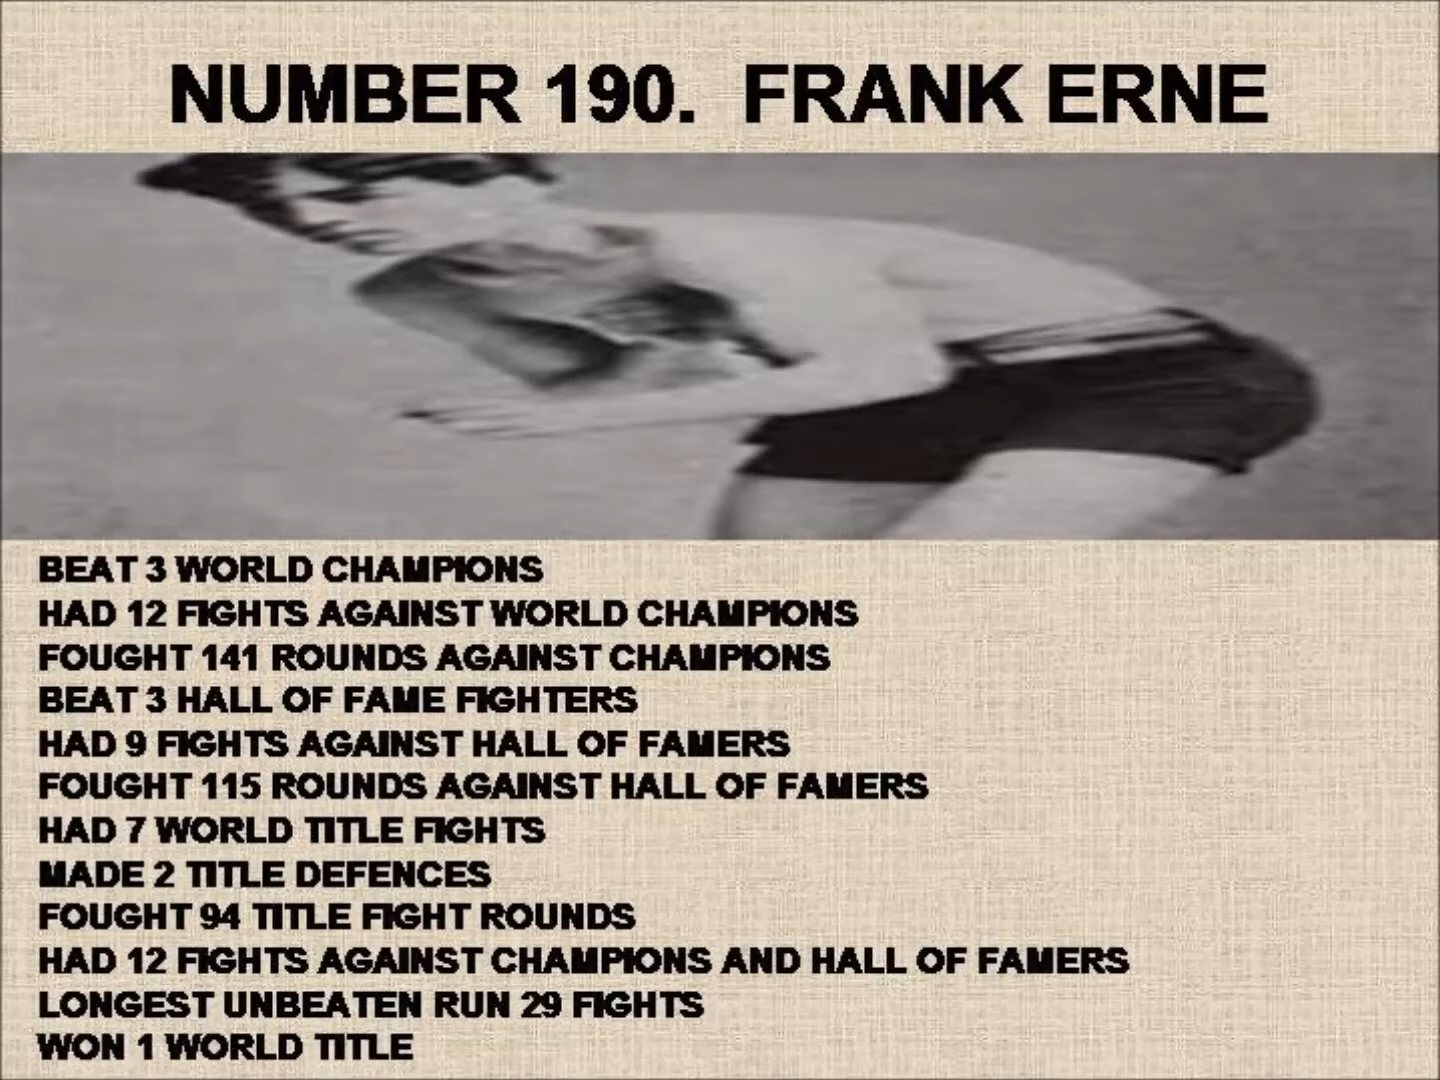 NUMBER 190.  FRANK ERNE
BEAT 3 WORLD CHAMPIONS
HAD 12 FIGHTS AGAINST WORLD CHAMPIONS
FOUGHT 141 ROUNDS AGAINST CHAMPIONS
BEAT 3 HALL OF FAME FIGHTERS
HAD 9 FIGHTS AGAINST HALL OF FAMERS
FOUGHT 115 ROUNDS AGAINST HALL OF FAMERS
HAD 7 WORLD TITLE FIGHTS
MADE 2 TITLE DEFENCES
FOUGHT 94 TITLE FIGHT ROUNDS
HAD 12 FIGHTS AGAINST CHAMPIONS AND HALL OF FAMERS
LONGEST UNBEATEN RUN 29 FIGHTS
WON 1 WORLD TITLE